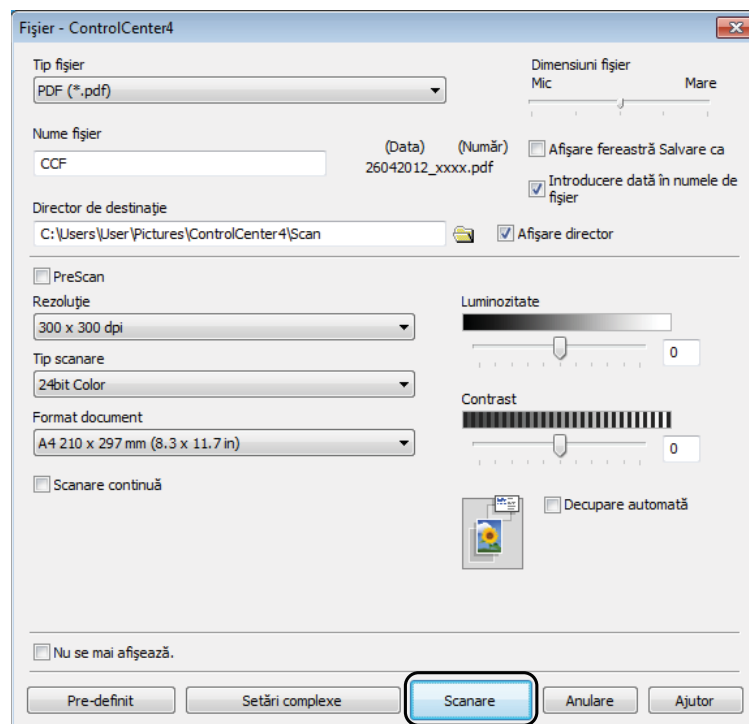 Fişier - ControlCenter4
Tip fişier
PDF (*.pdf)
Dimensiuni fişier
Mic Mare
Nume fişier
CCF
(Data) (Număr)
26042012_xxxx.pdf
Afişare fereastră Salvare ca
Introducere dată în numele de
fişier
Director de destinaţie
C:\Users\User\Pictures\ControlCenter4\Scan
Afişare director
PreScan
Rezoluţie
300 x 300 dpi
Tip scanare
24bit Color
Format document
A4 210 x 297 mm (8.3 x 11.7 in)
Scanare continuă
Luminozitate
0
Contrast
0
Decupare automată
Nu se mai afişează.
Pre-definit Setări complexe Scanare Anulare Ajutor